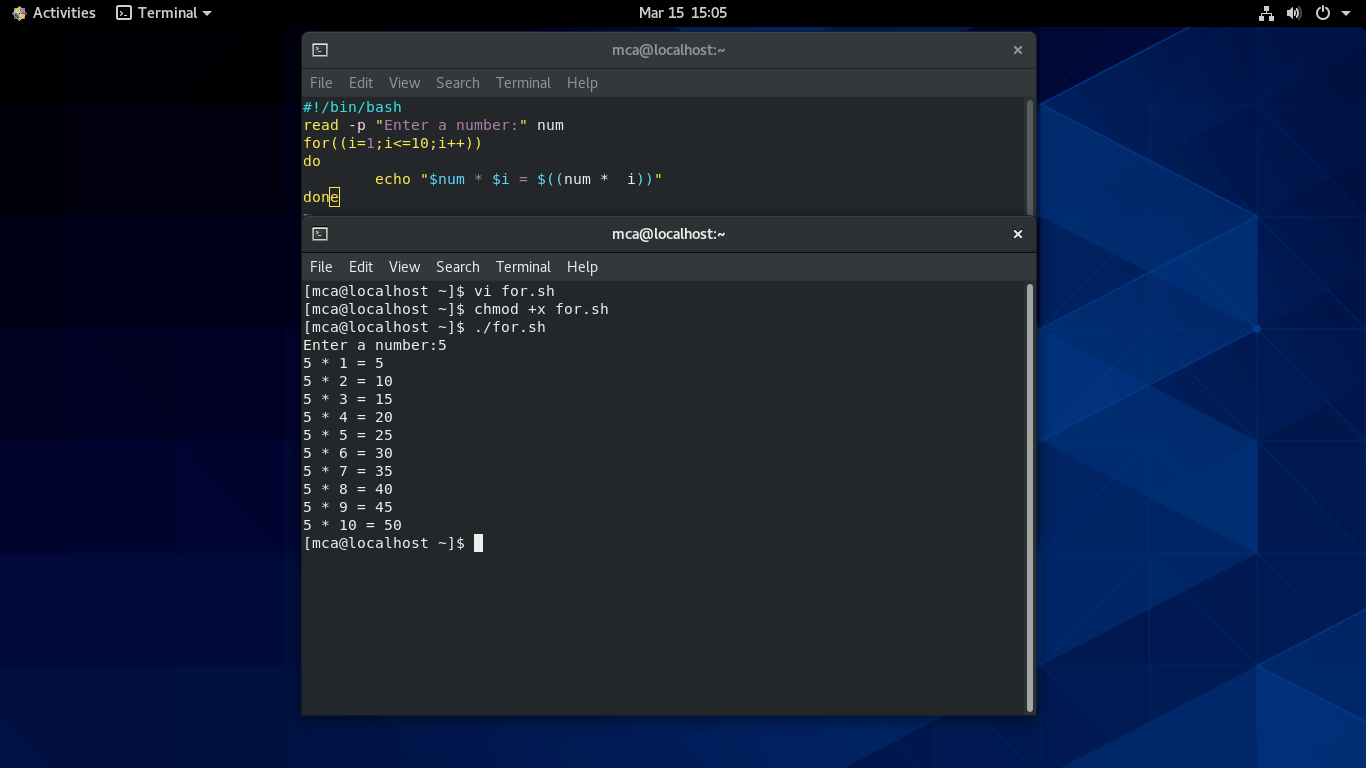 Activities Terminal Mar 15 15:05
mca@localhost:~
File Edit View Search Terminal Help
#!/bin/bash
read -p "Enter a number:" num
for((i=1;i<=10;i++))
do
        echo "$num * $i = $((num *  i))"
done
~
mca@localhost:~
File Edit View Search Terminal Help
[mca@localhost ~]$ vi for.sh
[mca@localhost ~]$ chmod +x for.sh
[mca@localhost ~]$ ./for.sh
Enter a number:5
5 * 1 = 5
5 * 2 = 10
5 * 3 = 15
5 * 4 = 20
5 * 5 = 25
5 * 6 = 30
5 * 7 = 35
5 * 8 = 40
5 * 9 = 45
5 * 10 = 50
[mca@localhost ~]$